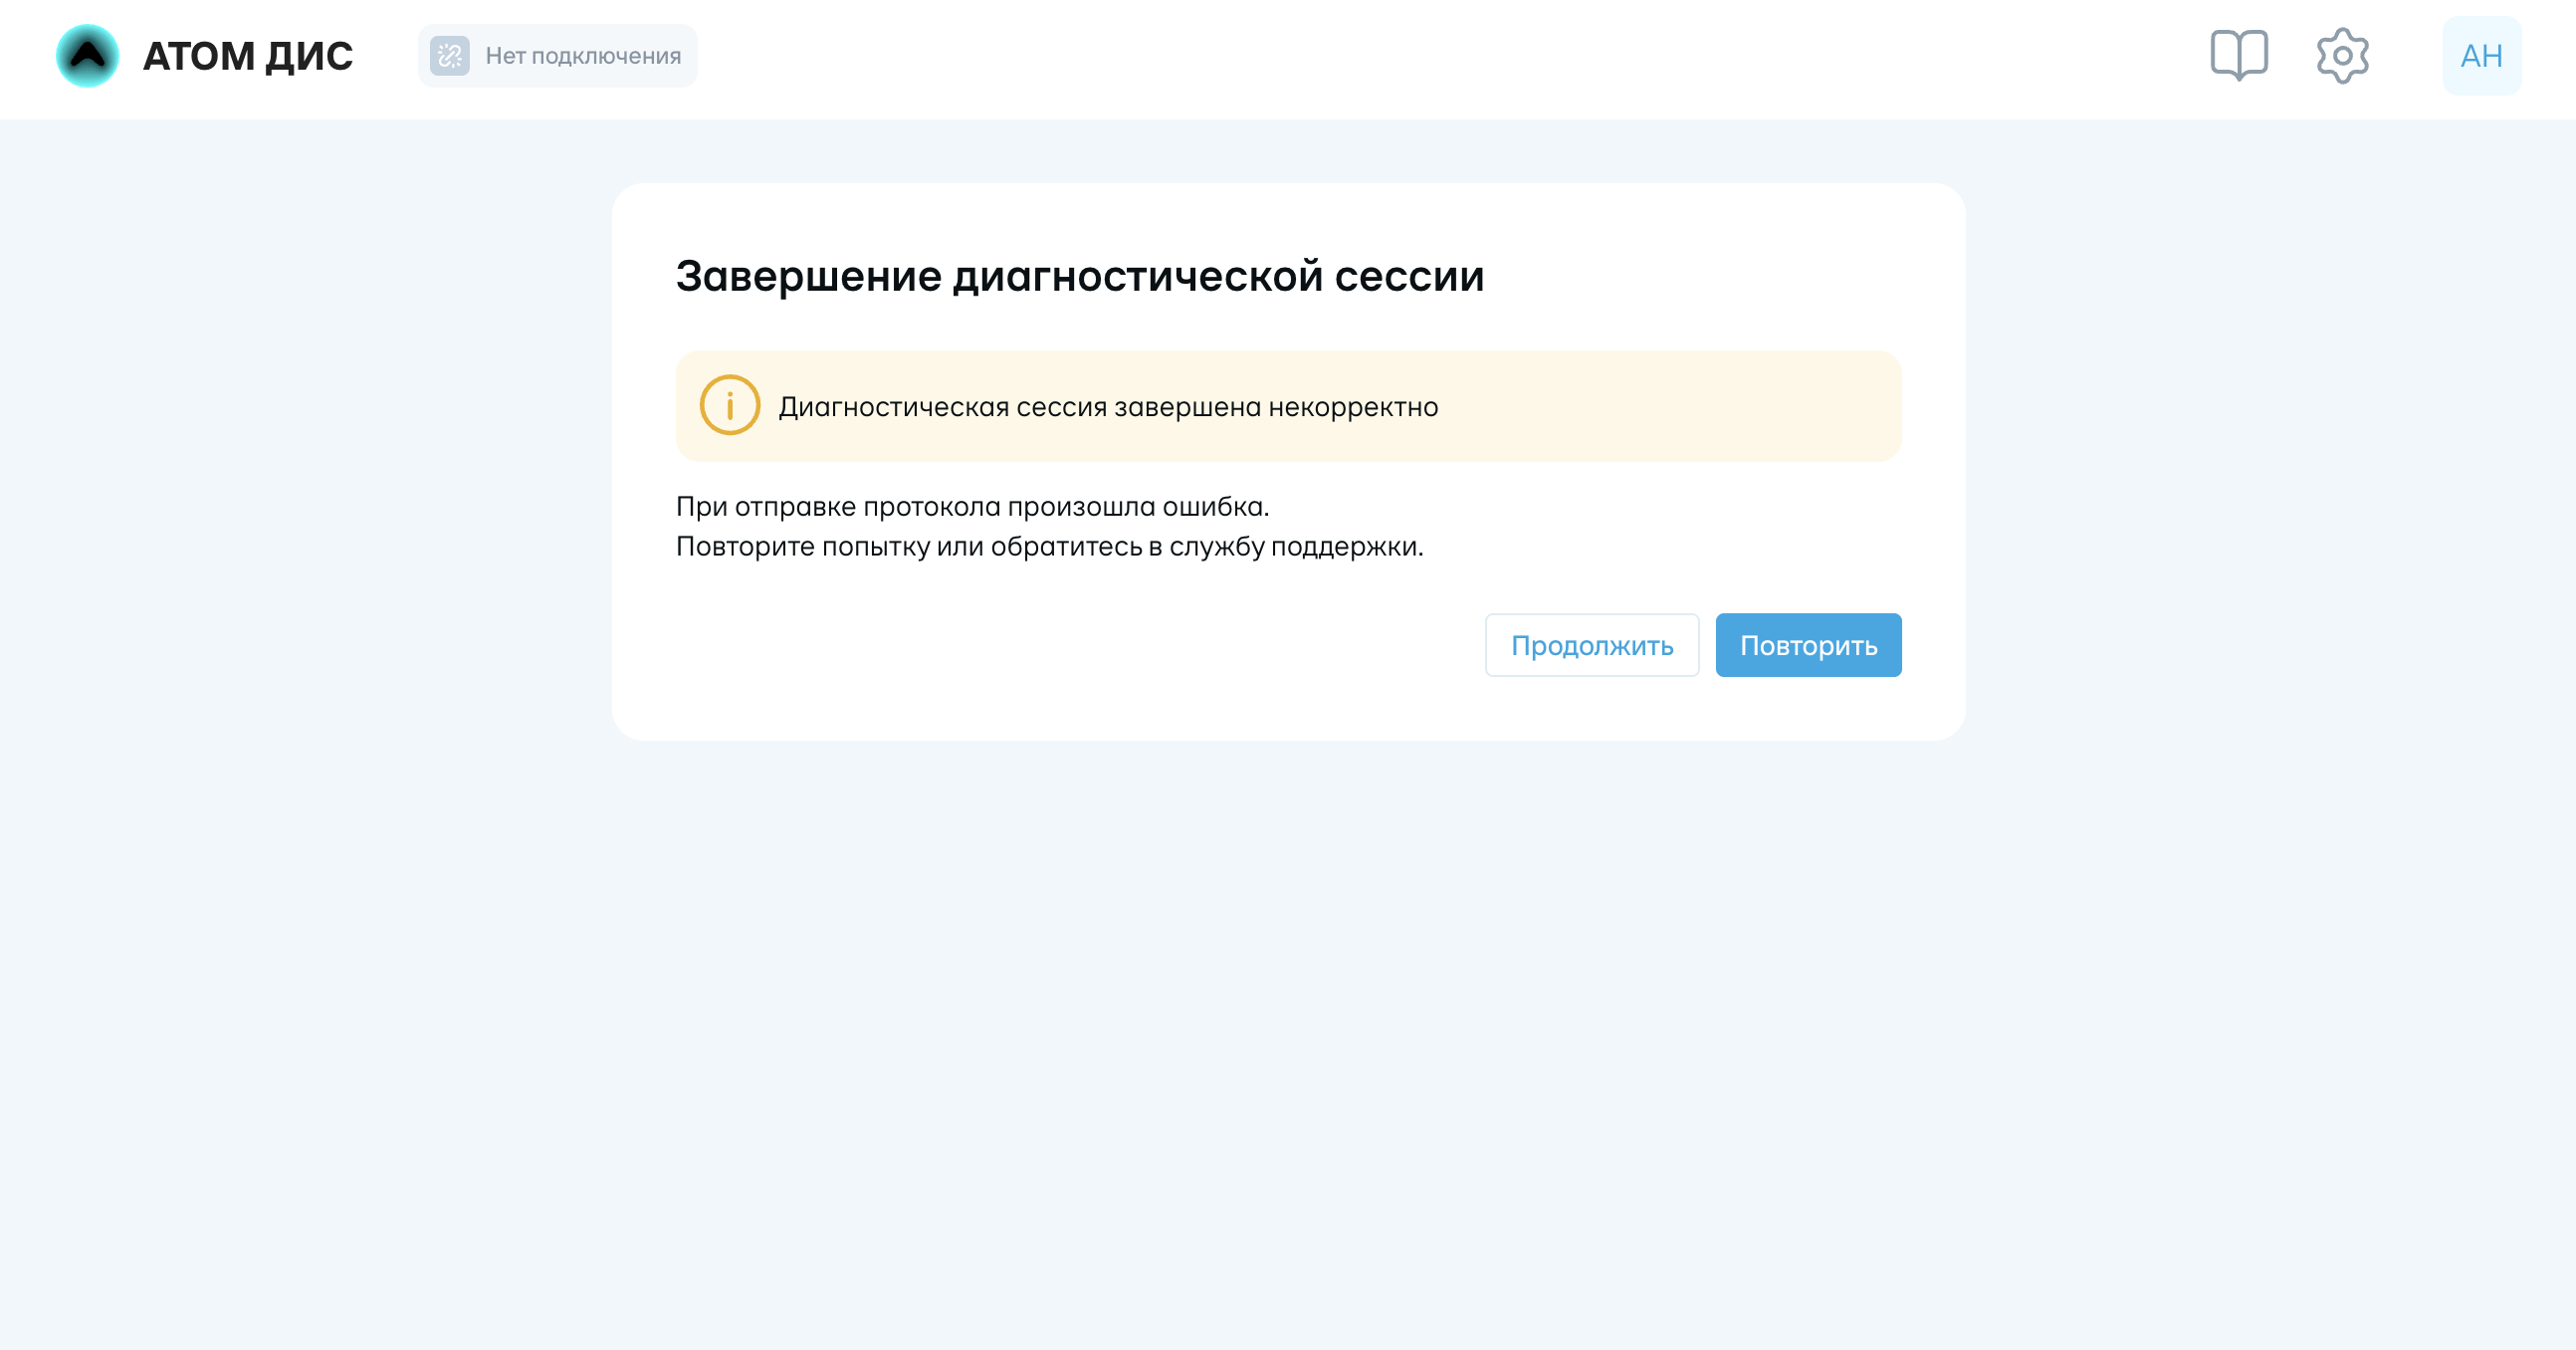 АТОМ ДИС
Нет подключения
АН
Завершение диагностической сессии
Диагностическая сессия завершена некорректно
При отправке протокола произошла ошибка.
Повторите попытку или обратитесь в службу поддержки.
Продолжить
Повторить